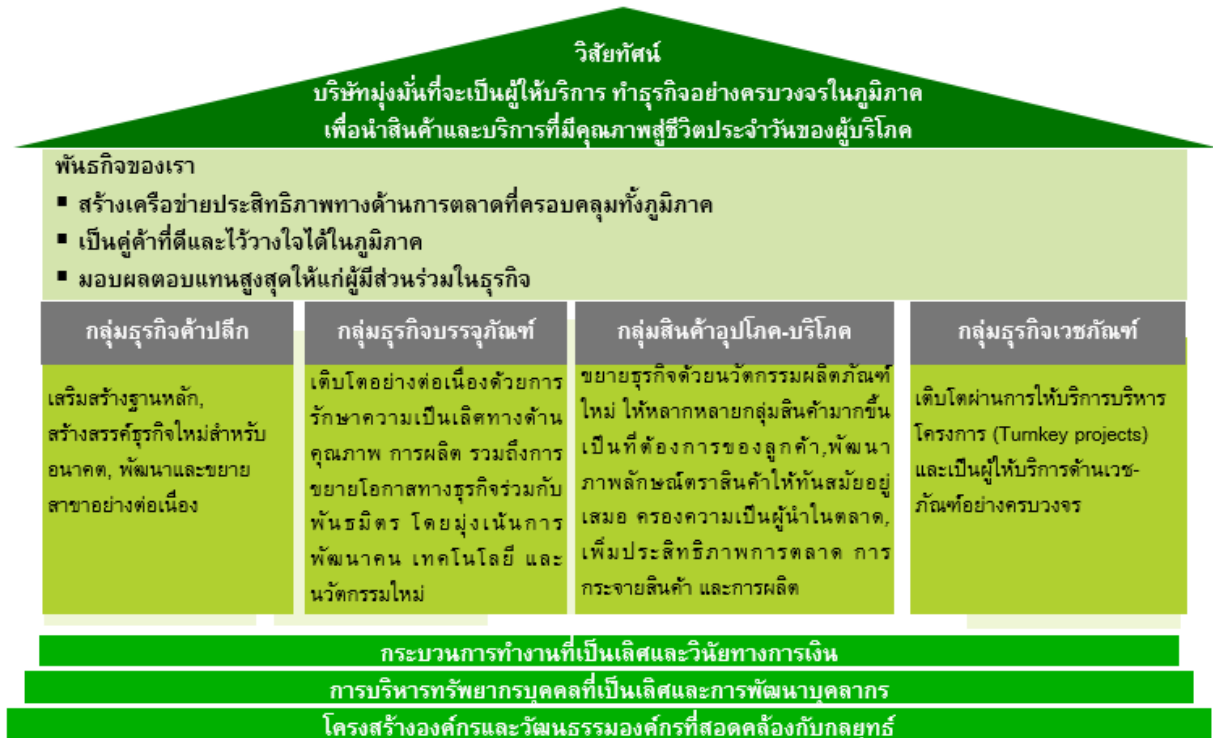 วิสัยทัศน์
บริษัทมุ่งมั่นที่จะเป็นผู้ให้บริการ ทำธุรกิจอย่างครบวงจรในภูมิภาค
เพื่อนำสินค้าและบริการที่มีคุณภาพสู่ชีวิตประจำวันของผู้บริโภค
พันธกิจของเรา
▪ สร้างเครือข่ายประสิทธิภาพทางด้านการตลาดที่ครอบคลุมทั้งภูมิภาค
▪ เป็นคู่ค้าที่ดีและไว้วางใจได้ในภูมิภาค
▪ มอบผลตอบแทนสูงสุดให้แก่ผู้มีส่วนร่วมในธุรกิจ
กลุ่มธุรกิจค้าปลีก
เสริมสร้างฐานหลัก,
สร้างสรรค์ธุรกิจใหม่สำหรับ
อนาคต, พัฒนาและขยาย
สาขาอย่างต่อเนื่อง
กลุ่มธุรกิจบรรจุภัณฑ์
เติบโตอย่างต่อเนื่องด้วยการ
รักษาความเป็นเลิศทางด้าน
คุณภาพ การผลิต รวมถึงการ
ขยายโอกาสทางธุรกิจร่วมกับ
พันธมิตร โดยมุ่งเน้นการ
พัฒนาคน เทคโนโลยี และ
นวัตกรรมใหม่
กลุ่มสินค้าอุปโภค-บริโภค
ขยายธุรกิจด้วยนวัตกรรมผลิตภัณฑ์
ใหม่ ให้หลากหลายกลุ่มสินค้ามากขึ้น
เป็นที่ต้องการของลูกค้า,พัฒนา
ภาพลักษณ์ตราสินค้าให้ทันสมัยอยู่
เสมอ ครองความเป็นผู้นำในตลาด,
เพิ่มประสิทธิภาพการตลาด การ
กระจายสินค้า และการผลิต
กลุ่มธุรกิจเวชภัณฑ์
เติบโตผ่านการให้บริการบริหาร
โครงการ (Turnkey projects)
และเป็นผู้ให้บริการด้านเวช-
ภัณฑ์อย่างครบวงจร
กระบวนการทำงานที่เป็นเลิศและวินัยทางการเงิน
การบริหารทรัพยากรบุคคลที่เป็นเลิศและการพัฒนาบุคลากร
โครงสร้างองค์กรและวัฒนธรรมองค์กรที่สอดคล้องกับกลยุทธ์